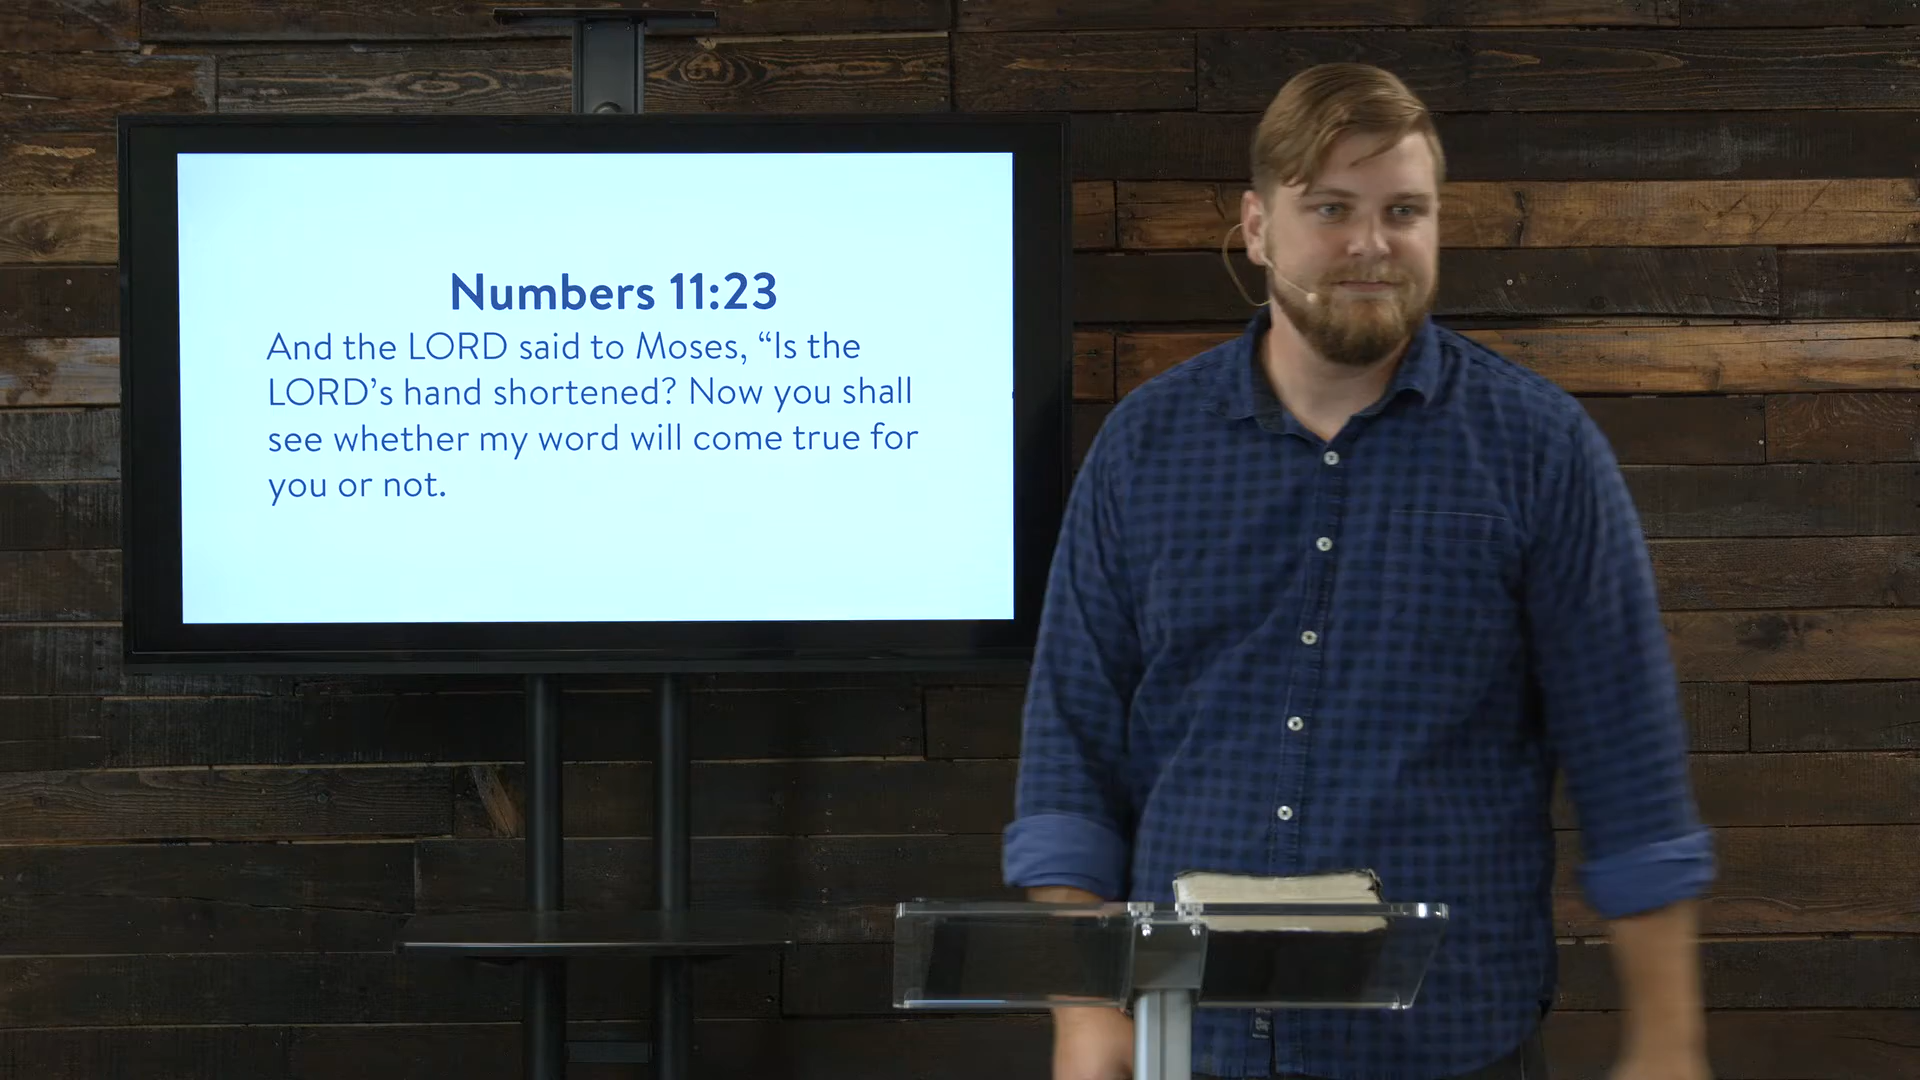 Numbers 11:23
And the LORD said to Moses, “Is the
LORD’s hand shortened? Now you shall
see whether my word will come true for
you or not.